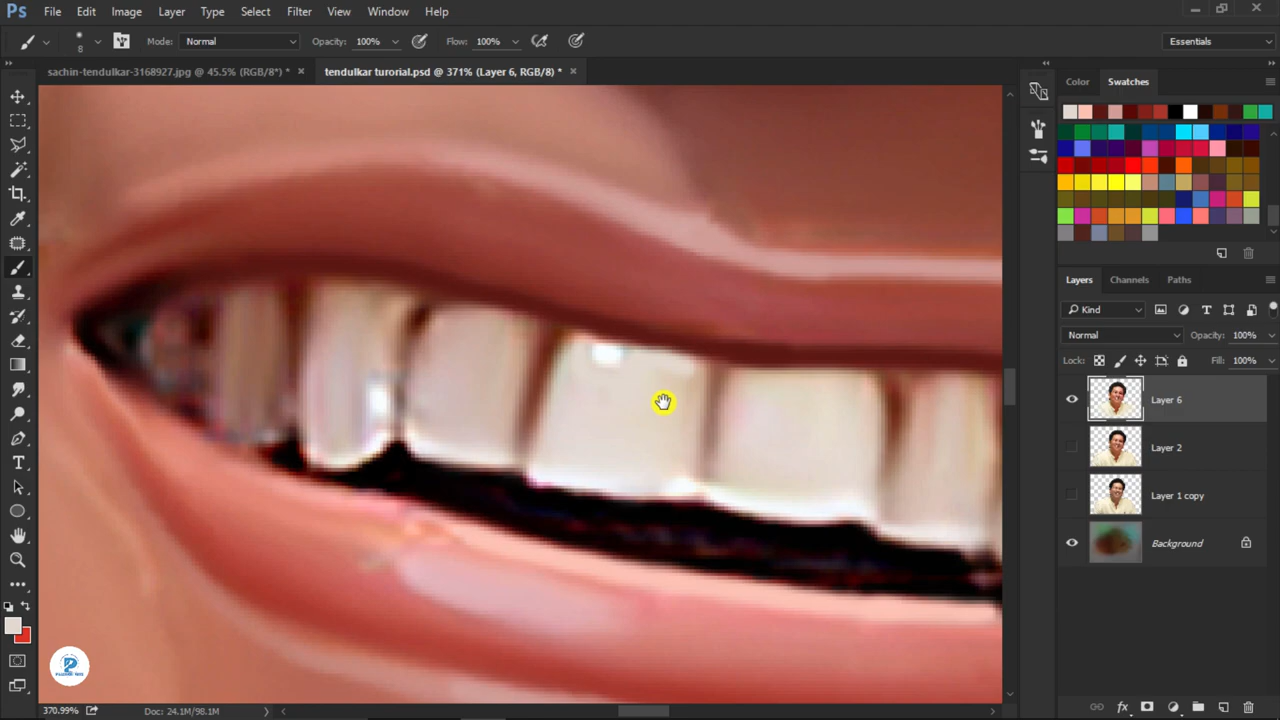 Ps File Edit Image Layer Type Select Filter View Window Help
8 Mode: Normal Opacity: 100% Flow: 100% Essentials
sachin-tendulkar-3168927.jpg @ 45.5% (RGB/8*) * × tendulkar turorial.psd @ 371% (Layer 6, RGB/8) * ×
Color Swatches
Layers Channels Paths
Kind
Normal Opacity: 100%
Lock: Fill: 100%
Layer 6
Layer 2
Layer 1 copy
Background
370.99% Doc: 24.1M/98.1M